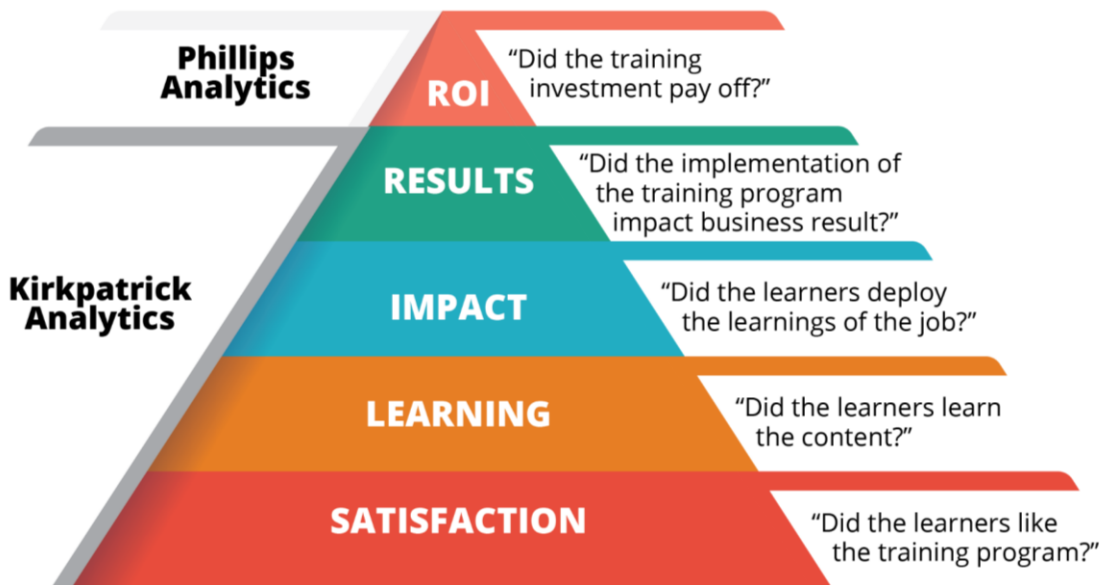 Phillips
Analytics
ROI
“Did the training
investment pay off?”
RESULTS
“Did the implementation of
the training program
impact business result?”
Kirkpatrick
Analytics
IMPACT
“Did the learners deploy
the learnings of the job?”
LEARNING
“Did the learners learn
the content?”
SATISFACTION
“Did the learners like
the training program?”